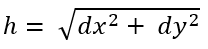 h = √(dx² + dy²)